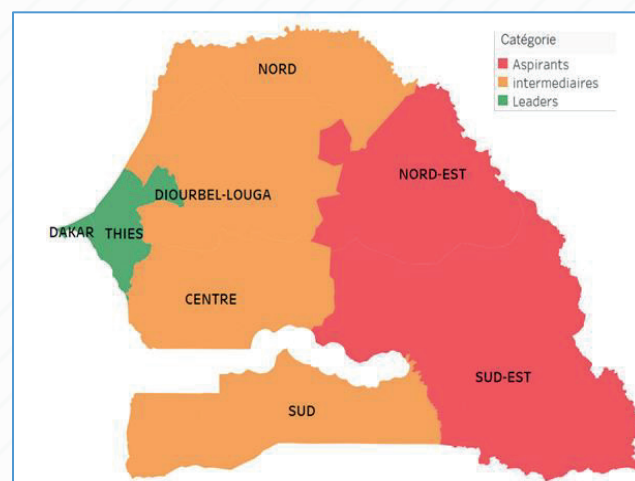 Catégorie
Aspirants
intermediaires
Leaders
NORD
NORD-EST
DIOURBEL-LOUGA
DAKAR
THIES
CENTRE
SUD-EST
SUD